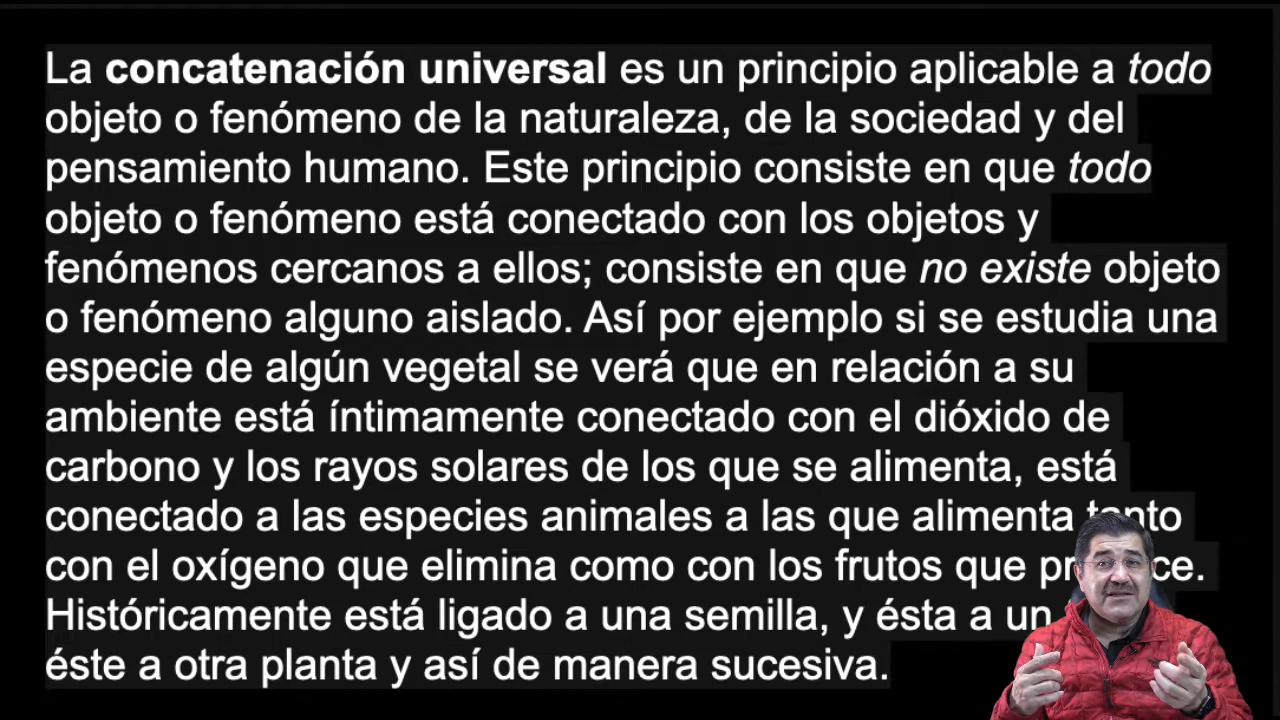 La concatenación universal es un principio aplicable a todo
objeto o fenómeno de la naturaleza, de la sociedad y del
pensamiento humano. Este principio consiste en que todo
objeto o fenómeno está conectado con los objetos y
fenómenos cercanos a ellos; consiste en que no existe objeto
o fenómeno alguno aislado. Así por ejemplo si se estudia una
especie de algún vegetal se verá que en relación a su
ambiente está íntimamente conectado con el dióxido de
carbono y los rayos solares de los que se alimenta, está
conectado a las especies animales a las que alimenta tanto
con el oxígeno que elimina como con los frutos que
Históricamente está ligado a una semilla, y ésta a un
éste a otra planta y así de manera sucesiva.